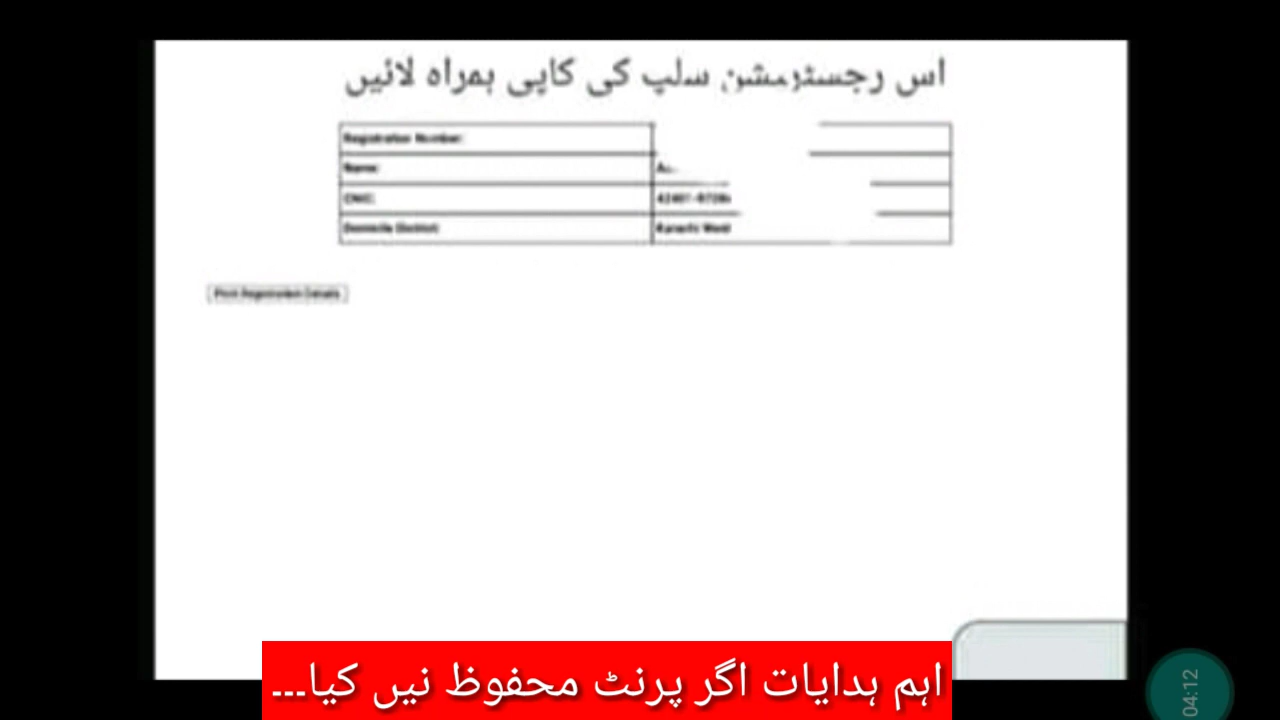 اس رجسٹریشن سلپ کی کاپی ہمراہ لائیں
Registration Number:
Name:
CNIC:
Domicile District: Karachi West
Print Registration Details
اہم ہدایات اگر پرنٹ محفوظ نیں کیا...
04:12